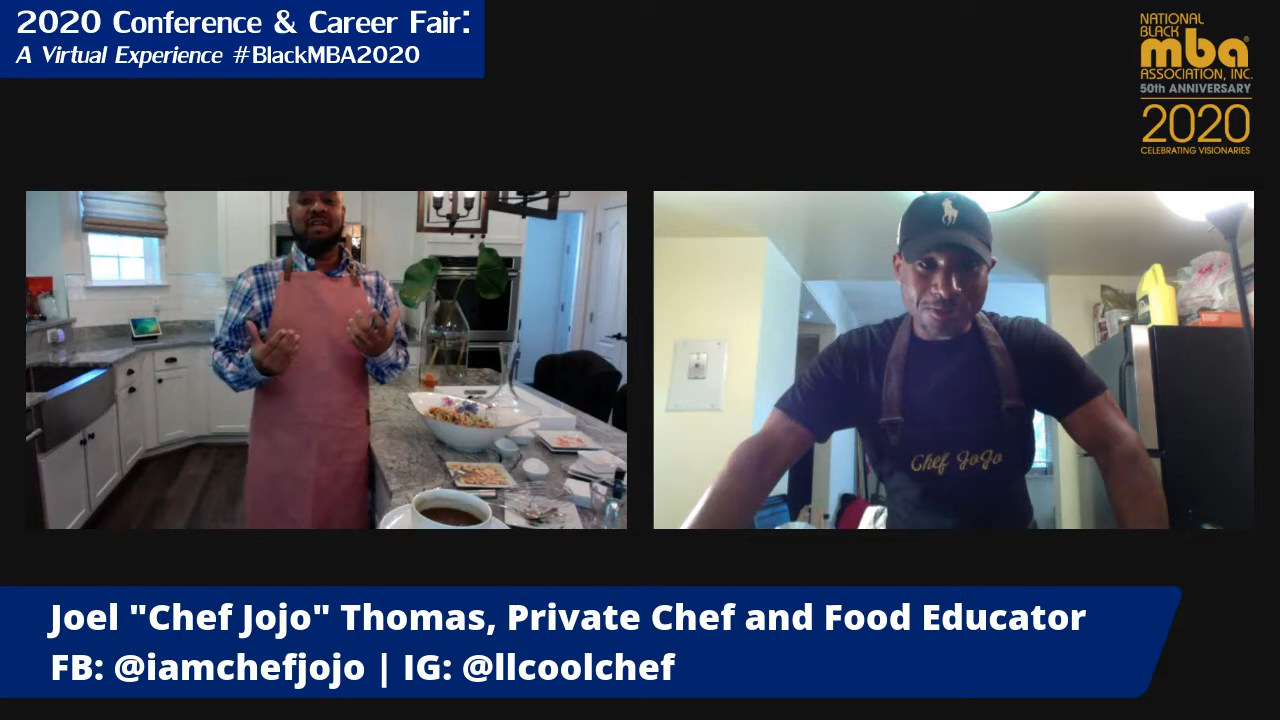 2020 Conference & Career Fair:
A Virtual Experience #BlackMBA2020
NATIONAL
BLACK
mba®
ASSOCIATION, INC.
50th ANNIVERSARY
2020
CELEBRATING VISIONARIES
Chef JoJo
Joel "Chef Jojo" Thomas, Private Chef and Food Educator
FB: @iamchefjojo | IG: @llcoolchef